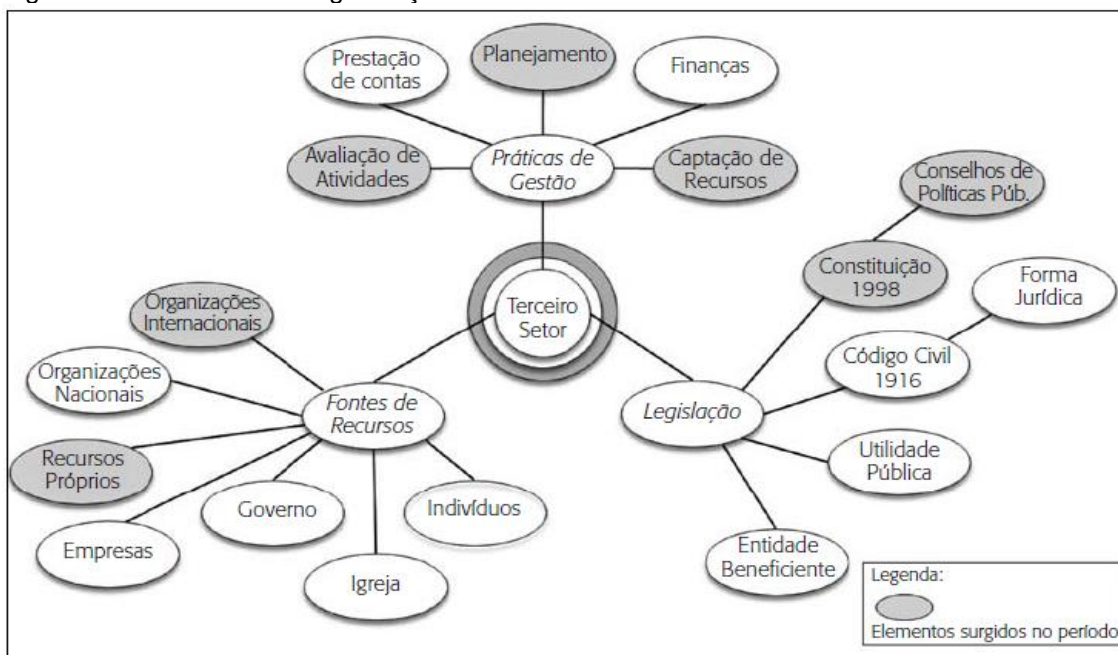 Prestação
de contas
Planejamento
Finanças
Avaliação de
Atividades
Práticas de
Gestão
Captação de
Recursos
Conselhos de
Políticas Púb.
Constituição
1998
Forma
Jurídica
Terceiro
Setor
Organizações
Internacionais
Código Civil
1916
Organizações
Nacionais
Fontes de
Recursos
Legislação
Recursos
Próprios
Utilidade
Pública
Governo
Indivíduos
Empresas
Igreja
Entidade
Beneficiente
Legenda:
Elementos surgidos no período